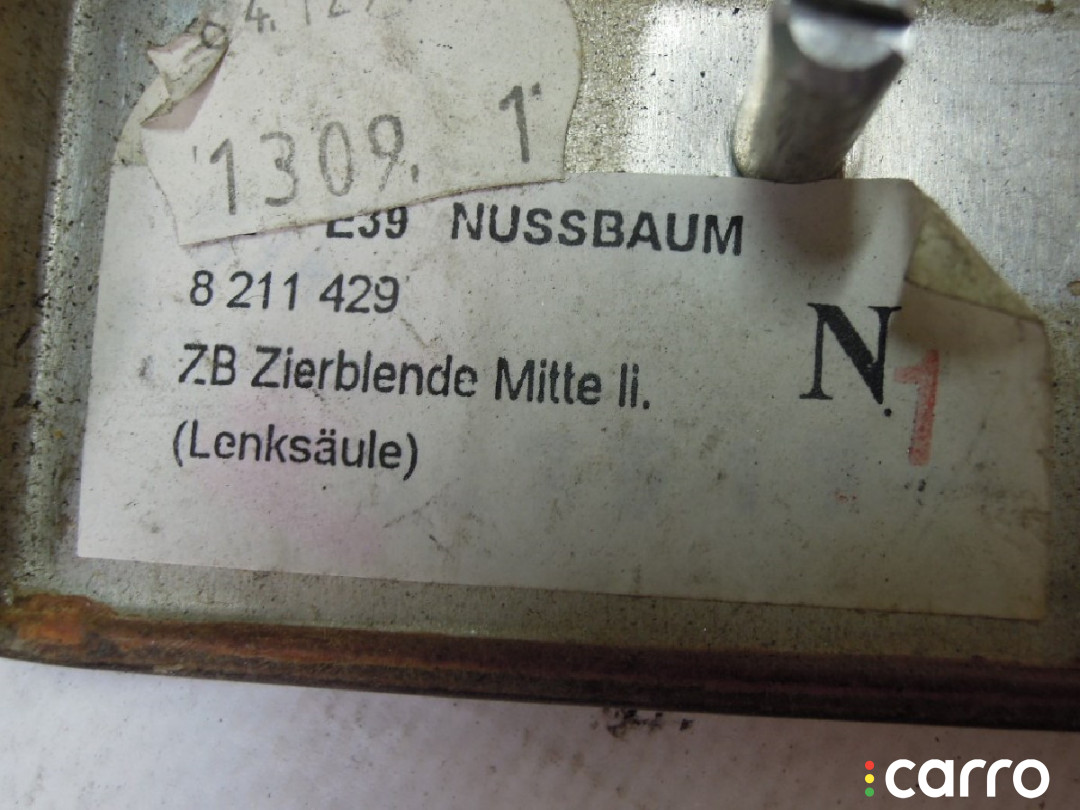 1309. 1
E39 NUSSBAUM
8 211 429
ZB Zierblende Mitte li.
(Lenksäule)
N.
1
carro